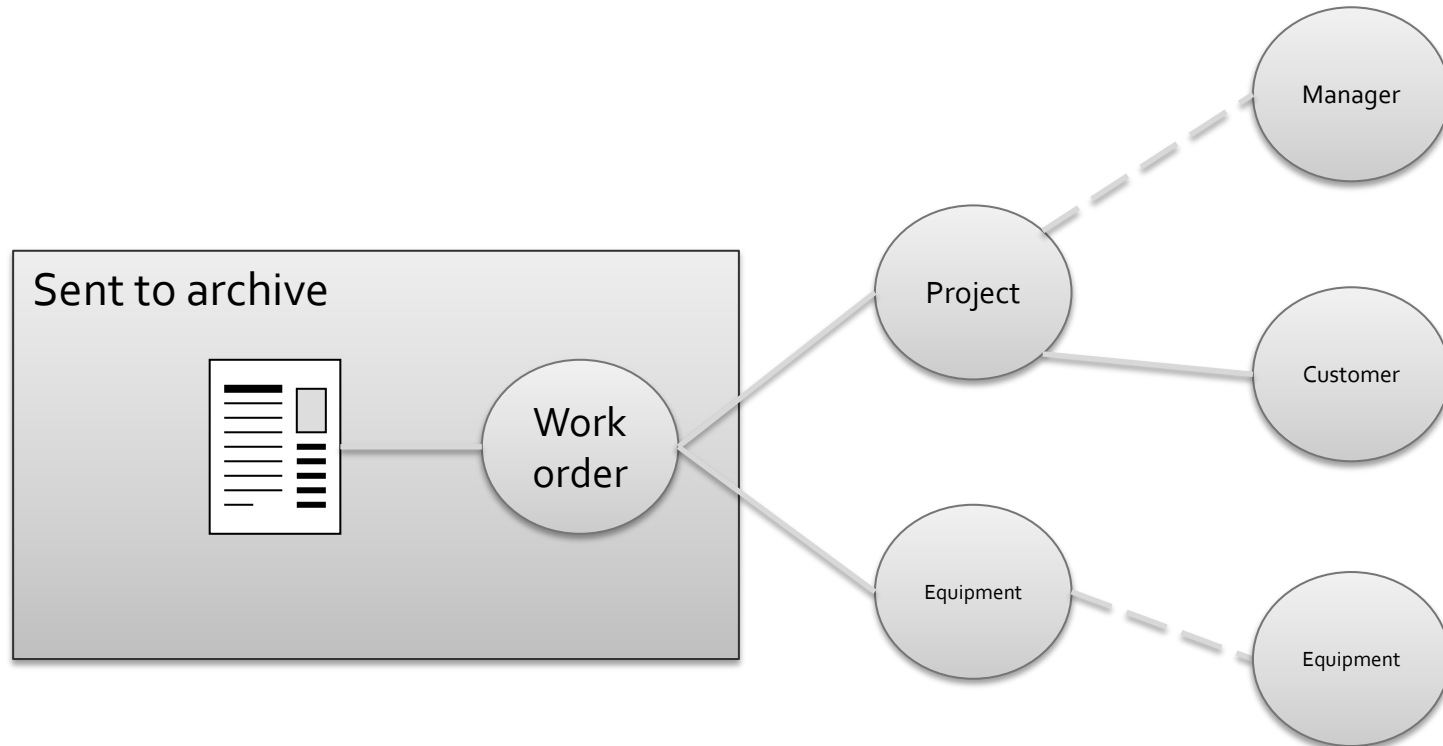 Manager
Sent to archive
Project
Customer
Work
order
Equipment
Equipment